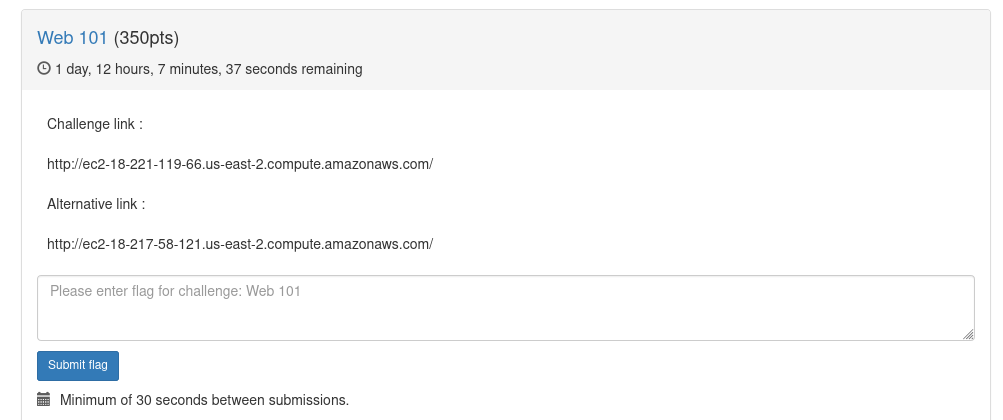 Web 101 (350pts)
1 day, 12 hours, 7 minutes, 37 seconds remaining
Challenge link :
http://ec2-18-221-119-66.us-east-2.compute.amazonaws.com/
Alternative link :
http://ec2-18-217-58-121.us-east-2.compute.amazonaws.com/
Please enter flag for challenge: Web 101
Submit flag
Minimum of 30 seconds between submissions.